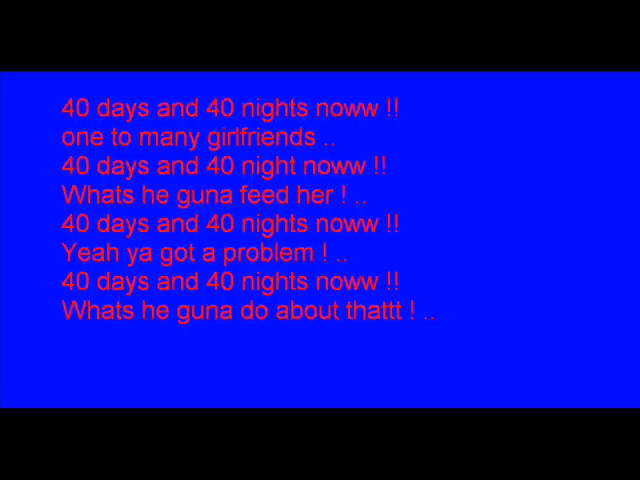 40 days and 40 nights noww !!
one to many girlfriends ..
40 days and 40 night noww !!
Whats he guna feed her ! ..
40 days and 40 nights noww !!
Yeah ya got a problem ! ..
40 days and 40 nights noww !!
Whats he guna do about thattt ! ..